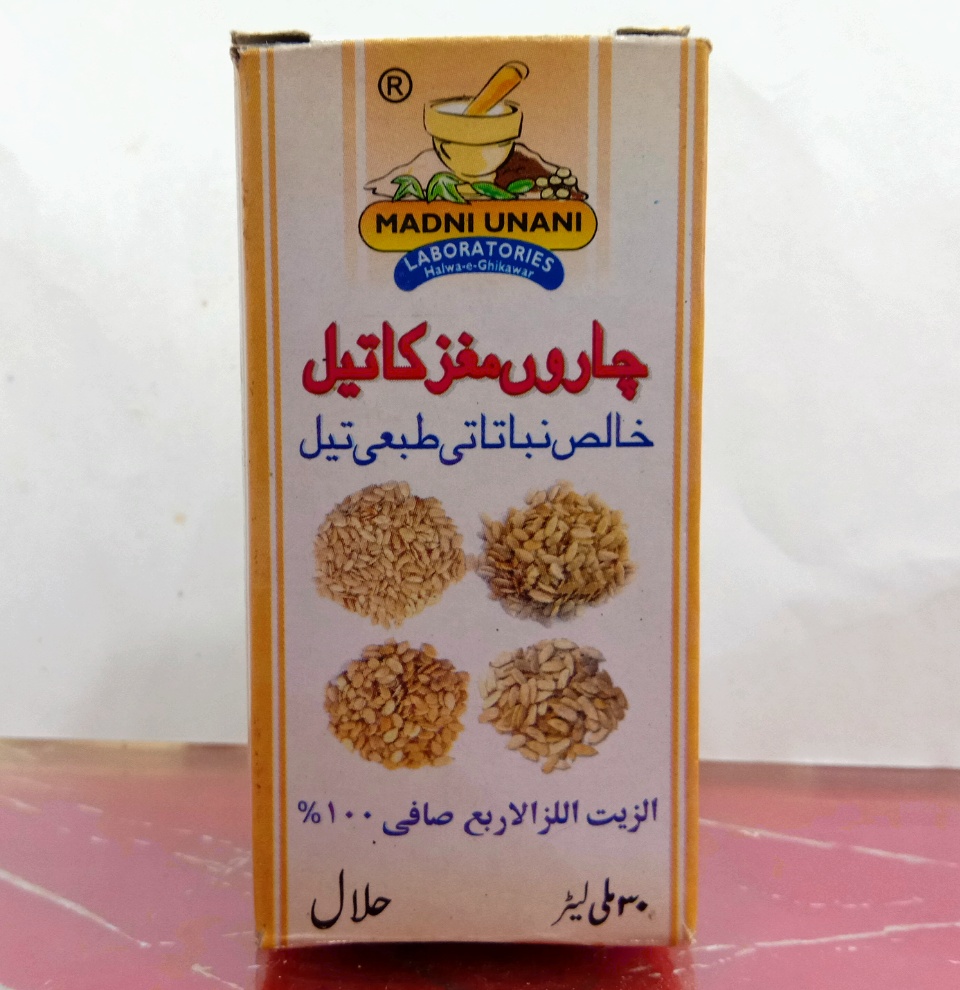 ®
MADNI UNANI
LABORATORIES
Halwa-e-Ghikawar
چاروں مغز کا تیل
خالص نباتاتی طبعی تیل
الزیت اللزالاربع صافی ۱۰۰%
۳۰ ملی لیٹر
حلال